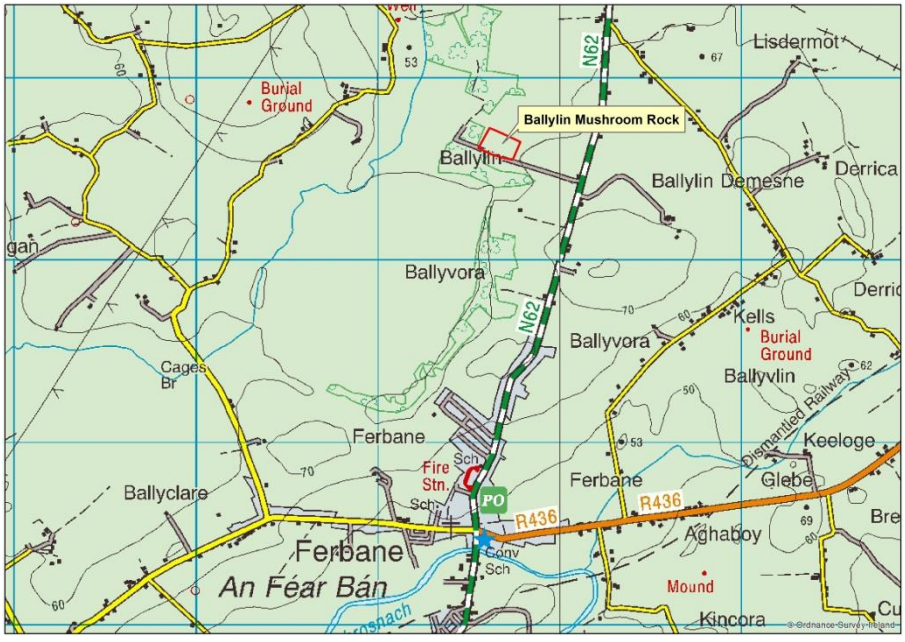 Well
53
N62
67
Lisdermot
60
Burial
Ground
Ballylin Mushroom Rock
Ballylin
Ballylin Demesne
Derrica
gan
Ballyvora
70
Derric
N62
Kells
Ballyvora
Burial
Ground
Cages
Br
62
Ballyvlin
50
Dismantled Railway
Ferbane
53
Keeloge
70
Sch
Fire
Stn.
Ferbane
Glebe
Ballyclare
PO
R436
Sch
R436
69
Bre
Aghaboy
60
Ferbane
Conv
Sch
An Féar Bán
Mound
60
Kincora
Cu
© Ordnance Survey Ireland